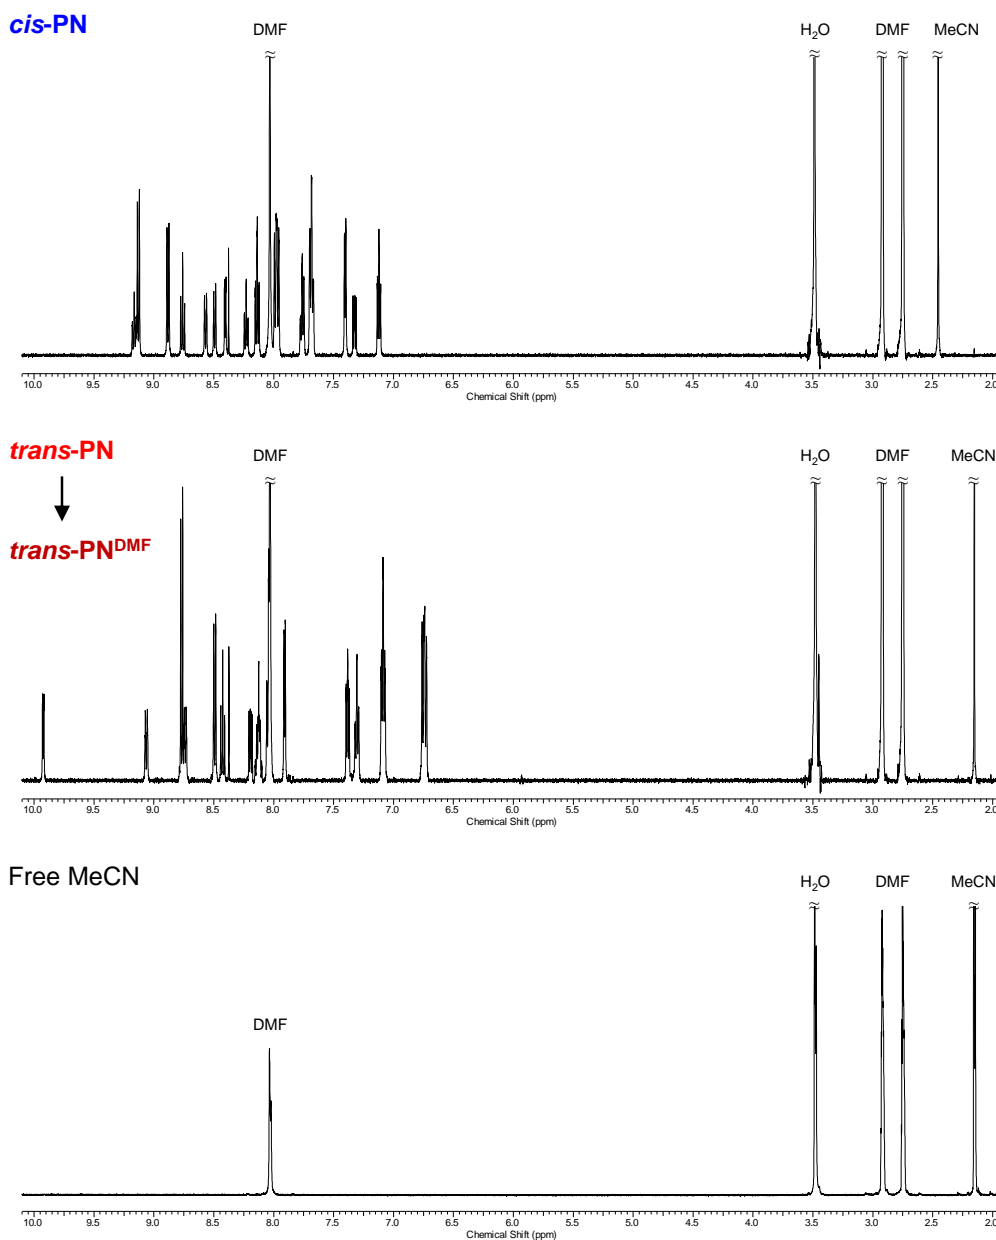 cis-PN
DMF H₂O DMF MeCN
≈ ≈ ≈ ≈ ≈
10.0 9.5 9.0 8.5 8.0 7.5 7.0 6.5 6.0 5.5 5.0 4.5 4.0 3.5 3.0 2.5 2.0
Chemical Shift (ppm)
trans-PN
DMF H₂O DMF MeCN
≈ ≈ ≈ ≈ ≈
↓
trans-PNᴰᴹꟳ
10.0 9.5 9.0 8.5 8.0 7.5 7.0 6.5 6.0 5.5 5.0 4.5 4.0 3.5 3.0 2.5 2.0
Chemical Shift (ppm)
Free MeCN
H₂O DMF MeCN
≈ ≈ ≈ ≈
DMF
10.0 9.5 9.0 8.5 8.0 7.5 7.0 6.5 6.0 5.5 5.0 4.5 4.0 3.5 3.0 2.5 2.0
Chemical Shift (ppm)